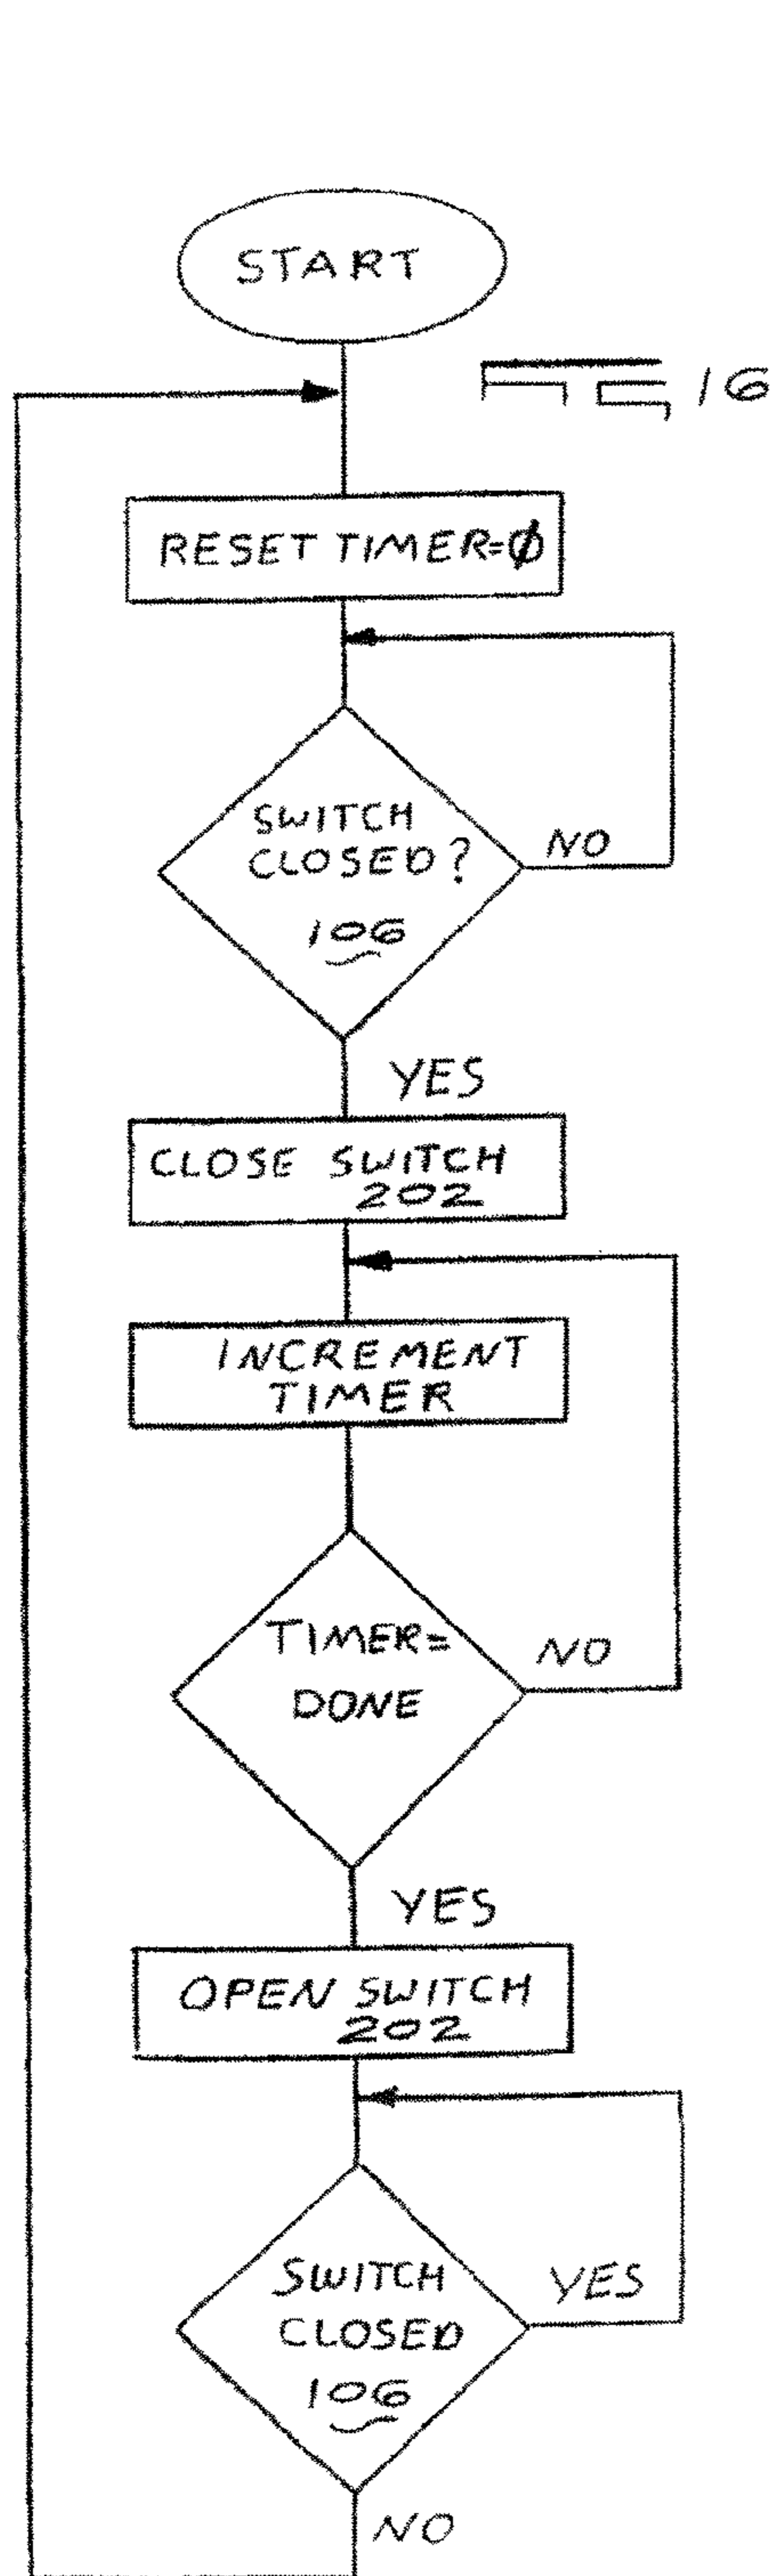 START
FIG 16
RESET TIMER=Ø
SWITCH
CLOSED?
NO
106
YES
CLOSE SWITCH
202
INCREMENT
TIMER
TIMER=
NO
DONE
YES
OPEN SWITCH
202
SWITCH
YES
CLOSED
106
NO